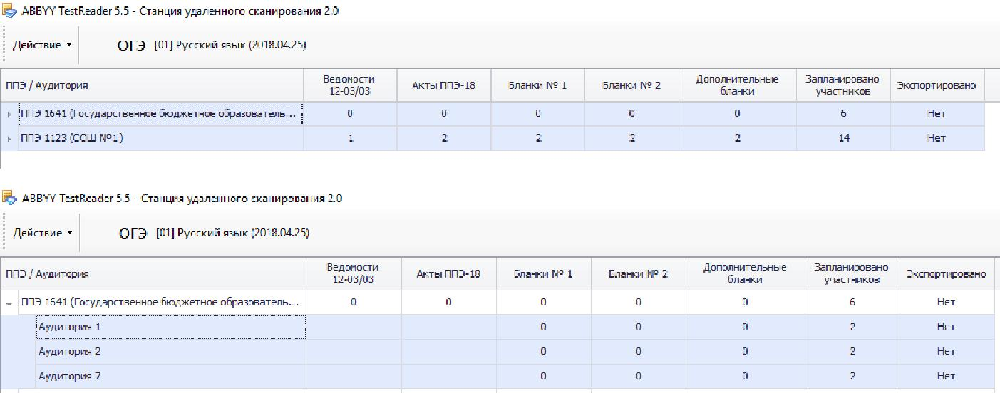 ABBYY TestReader 5.5 - Станция удаленного сканирования 2.0
Действие ОГЭ [01] Русский язык (2018.04.25)
ППЭ / Аудитория Ведомости 12-03/03 Акты ППЭ-18 Бланки № 1 Бланки № 2 Дополнительные бланки Запланировано участников Экспортировано
ППЭ 1641 (Государственное бюджетное образователь... 0 0 0 0 0 6 Нет
ППЭ 1123 (СОШ №1 ) 1 2 2 2 2 14 Нет
ABBYY TestReader 5.5 - Станция удаленного сканирования 2.0
Действие ОГЭ [01] Русский язык (2018.04.25)
ППЭ / Аудитория Ведомости 12-03/03 Акты ППЭ-18 Бланки № 1 Бланки № 2 Дополнительные бланки Запланировано участников Экспортировано
ППЭ 1641 (Государственное бюджетное образователь... 0 0 0 0 0 6 Нет
Аудитория 1 0 0 0 2 Нет
Аудитория 2 0 0 0 2 Нет
Аудитория 7 0 0 0 2 Нет